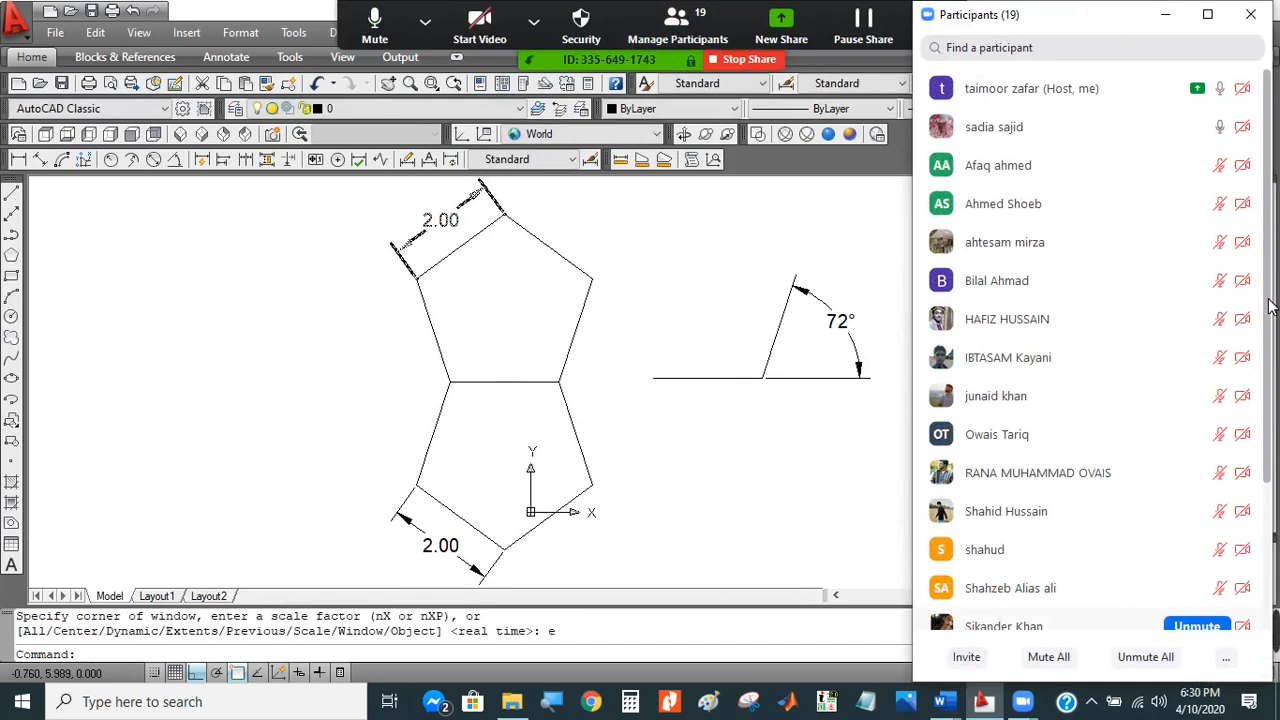 Mute
Start Video
Security
19
Manage Participants
New Share
Pause Share
ID: 335-649-1743
Stop Share
File
Edit
View
Insert
Format
Tools
Home
Blocks & References
Annotate
Tools
View
Output
Standard
Standard
AutoCAD Classic
0
ByLayer
ByLayer
World
Standard
2.00
72°
Y
X
2.00
A
Model
Layout1
Layout2
Specify corner of window, enter a scale factor (nX or nXP), or
[All/Center/Dynamic/Extents/Previous/Scale/Window/Object] <real time>: e
Command:
-0.760, 5.989, 0.000
Participants (19)
Find a participant
t
taimoor zafar (Host, me)
sadia sajid
AA
Afaq ahmed
AS
Ahmed Shoeb
ahtesam mirza
B
Bilal Ahmad
HAFIZ HUSSAIN
IBTASAM Kayani
junaid khan
OT
Owais Tariq
RANA MUHAMMAD OVAIS
Shahid Hussain
S
shahud
SA
Shahzeb Alias ali
Sikander Khan
Unmute
Invite
Mute All
Unmute All
...
Type here to search
2
6:30 PM
4/10/2020